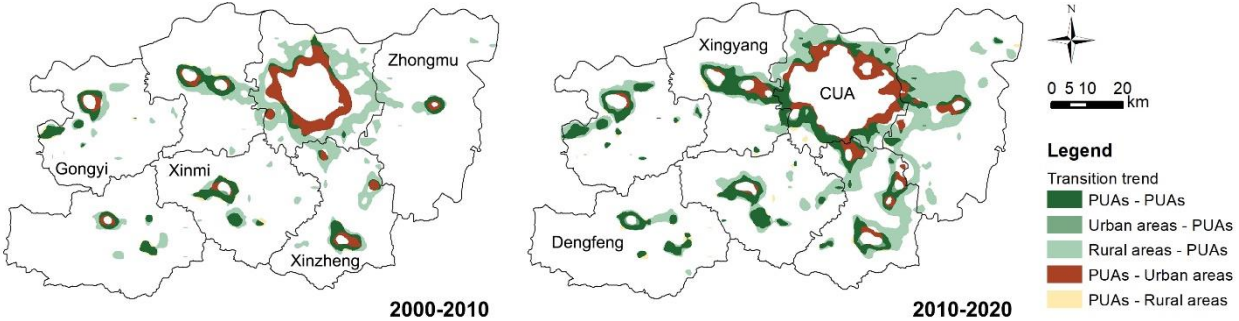 Zhongmu
Gongyi
Xinmi
Xinzheng
2000-2010
Xingyang
CUA
Dengfeng
2010-2020
N
0 5 10 20
km
Legend
Transition trend
PUAs - PUAs
Urban areas - PUAs
Rural areas - PUAs
PUAs - Urban areas
PUAs - Rural areas